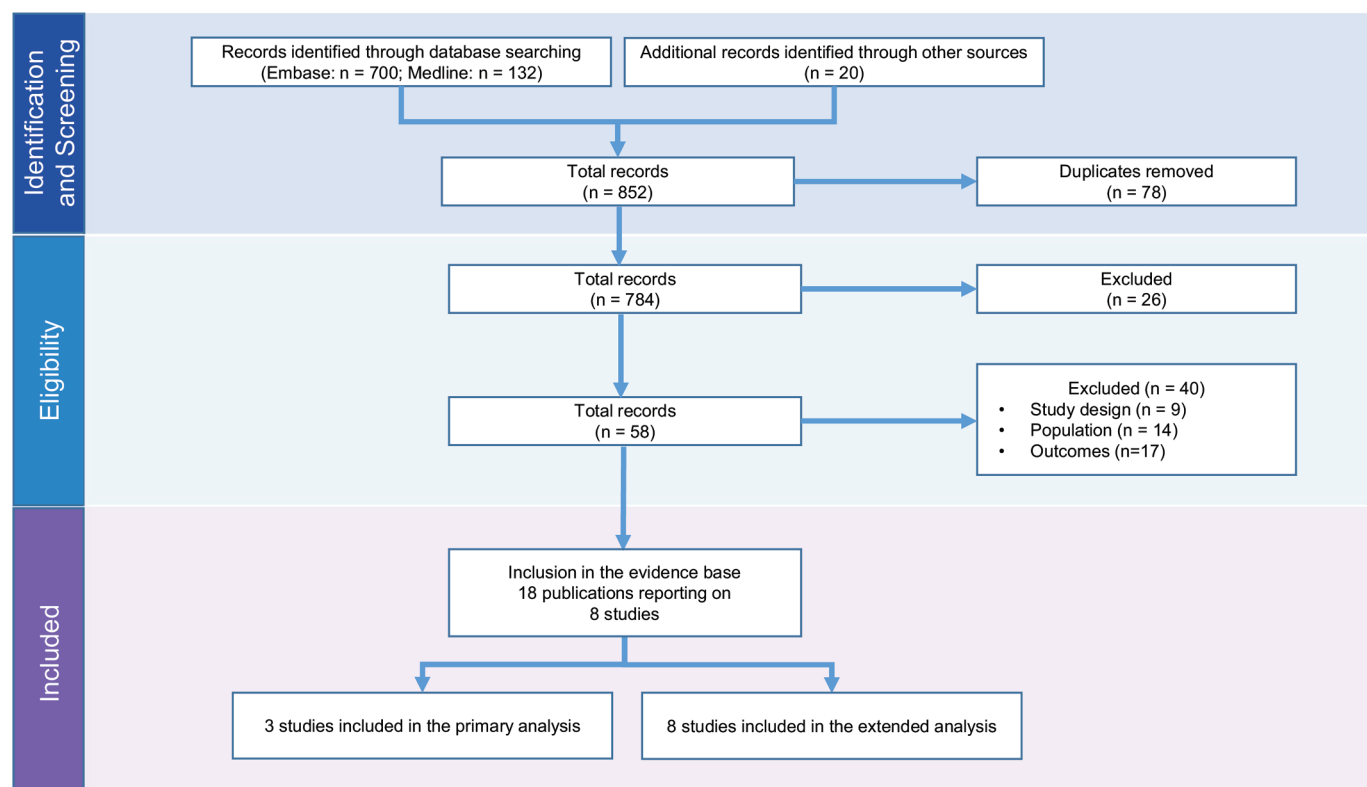 Identification
and Screening
Records identified through database searching
(Embase: n = 700; Medline: n = 132)
Additional records identified through other sources
(n = 20)
Total records
(n = 852)
Duplicates removed
(n = 78)
Eligibility
Total records
(n = 784)
Excluded
(n = 26)
Total records
(n = 58)
Excluded (n = 40)
• Study design (n = 9)
• Population (n = 14)
• Outcomes (n=17)
Included
Inclusion in the evidence base
18 publications reporting on
8 studies
3 studies included in the primary analysis
8 studies included in the extended analysis